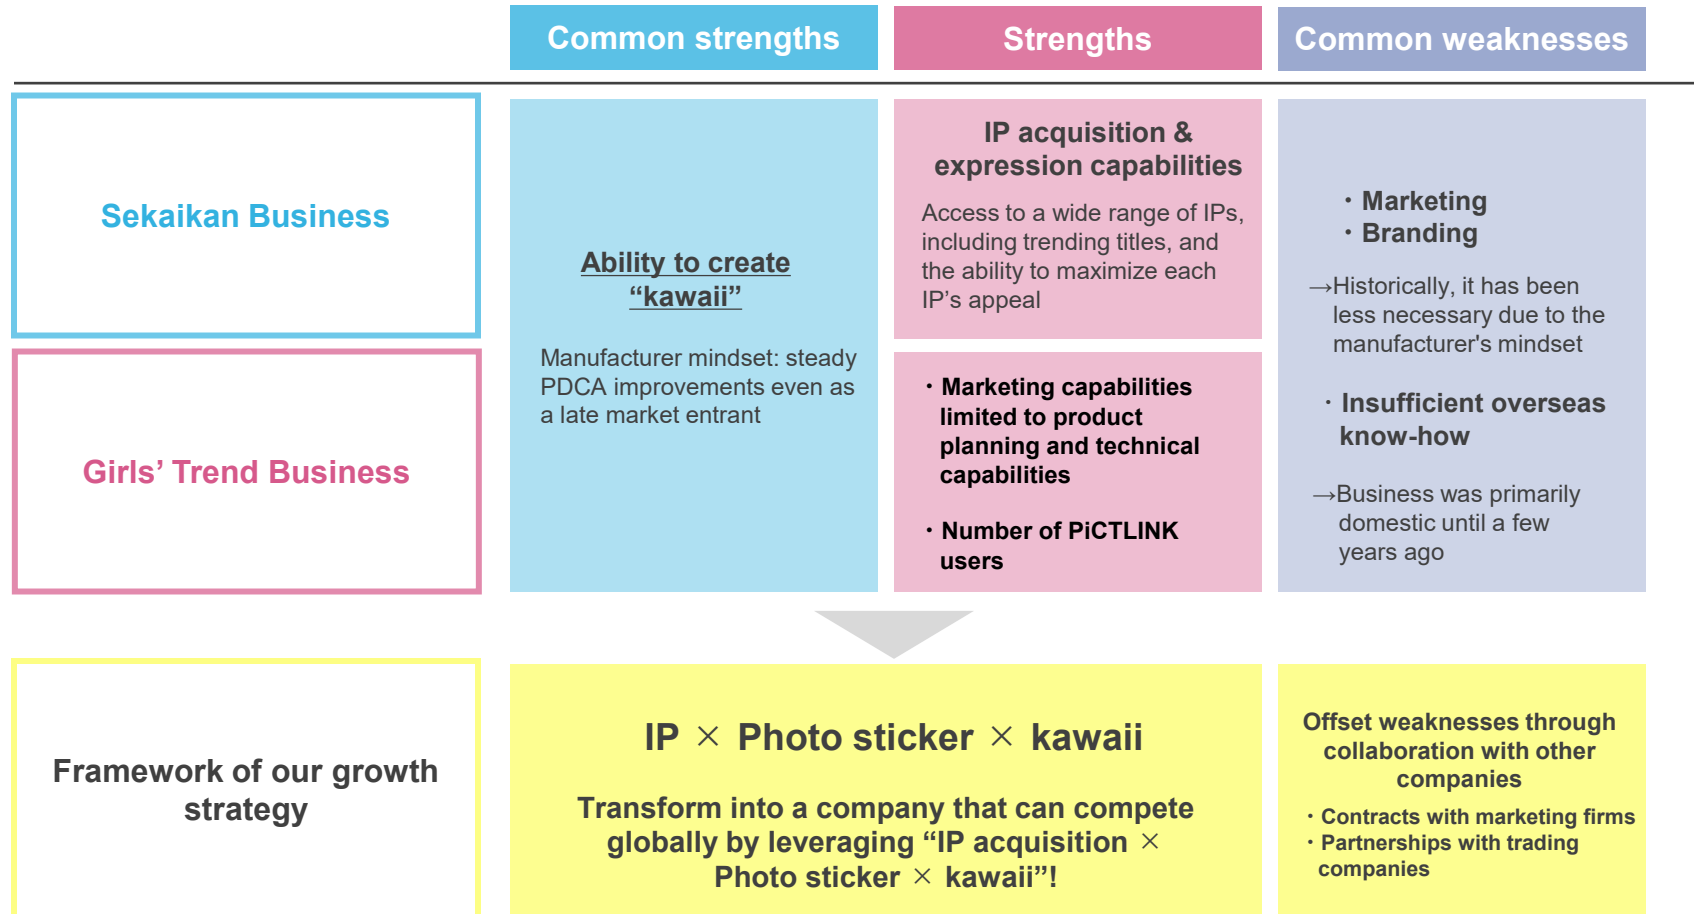 Common strengths
Strengths
Common weaknesses
Sekaikan Business
Girls’ Trend Business
Ability to create
“kawaii”
Manufacturer mindset: steady
PDCA improvements even as
a late market entrant
IP acquisition &
expression capabilities
Access to a wide range of IPs,
including trending titles, and
the ability to maximize each
IP’s appeal
・Marketing capabilities
limited to product
planning and technical
capabilities
・Number of PiCTLINK
users
・Marketing
・Branding
→Historically, it has been
less necessary due to the
manufacturer's mindset
・Insufficient overseas
know-how
→Business was primarily
domestic until a few
years ago
Framework of our growth
strategy
IP × Photo sticker × kawaii
Transform into a company that can compete
globally by leveraging “IP acquisition ×
Photo sticker × kawaii”!
Offset weaknesses through
collaboration with other
companies
・Contracts with marketing firms
・Partnerships with trading
companies